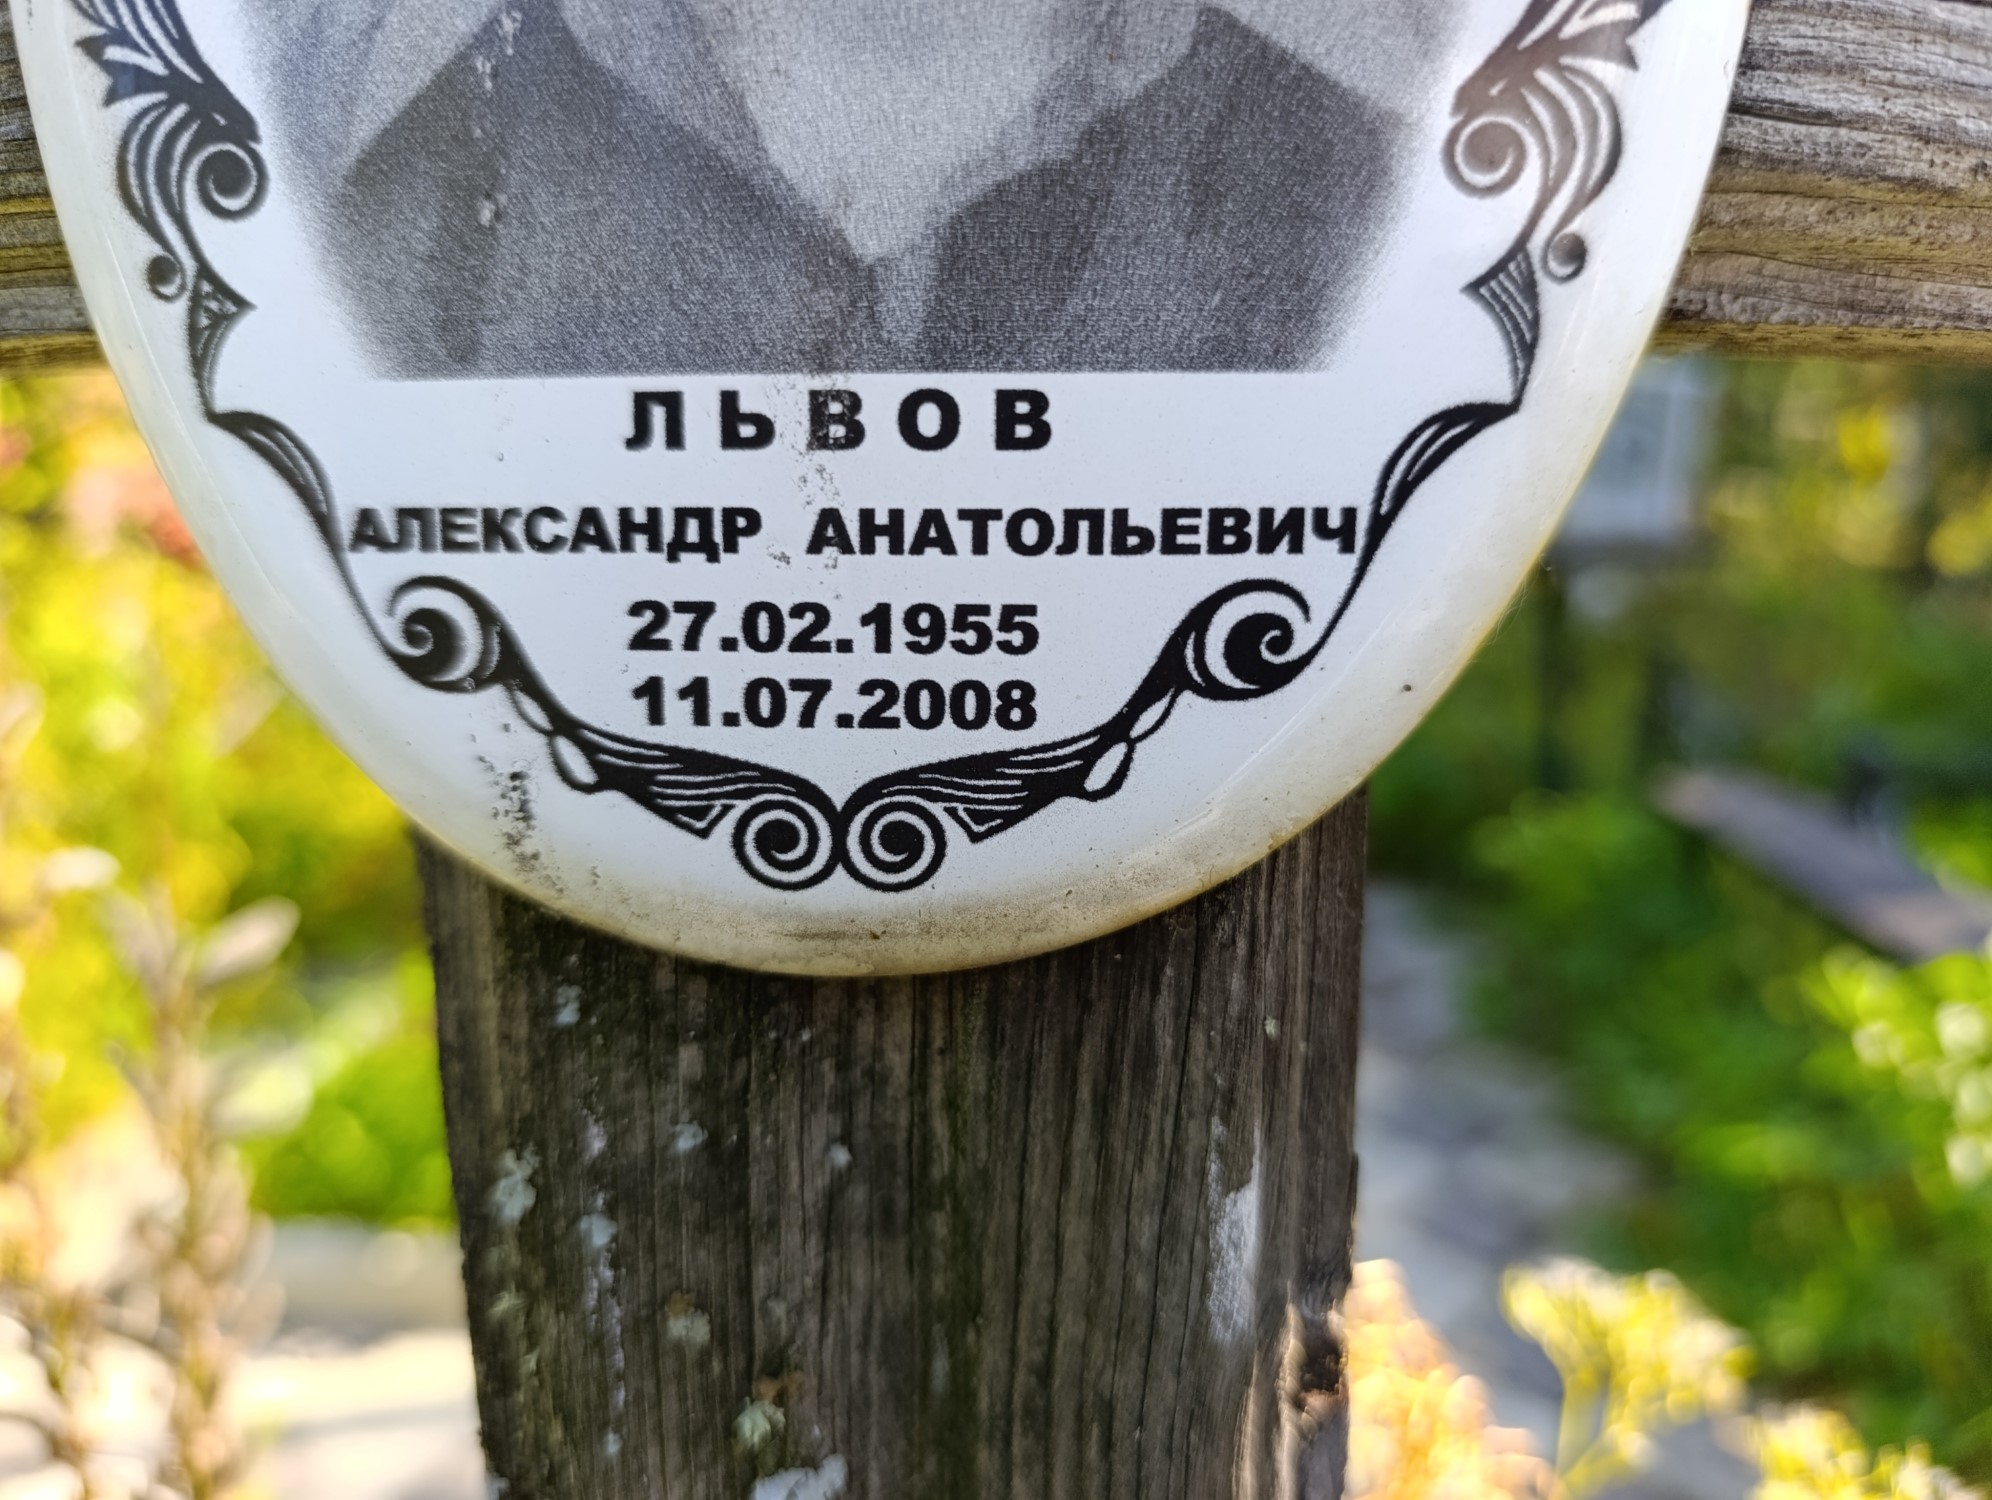 ЛЬВОВ
АЛЕКСАНДР АНАТОЛЬЕВИЧ
27.02.1955
11.07.2008